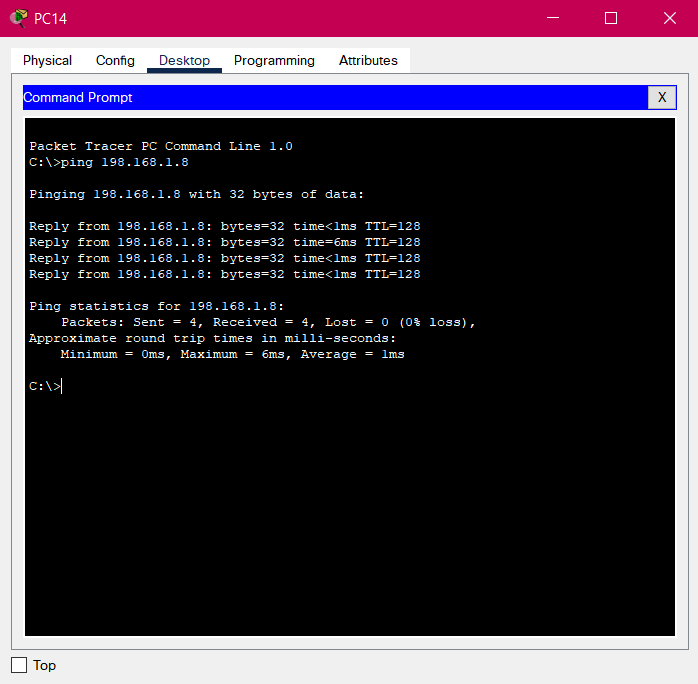 PC14
Physical Config Desktop Programming Attributes
Command Prompt X
Packet Tracer PC Command Line 1.0
C:\>ping 198.168.1.8
Pinging 198.168.1.8 with 32 bytes of data:
Reply from 198.168.1.8: bytes=32 time<1ms TTL=128
Reply from 198.168.1.8: bytes=32 time=6ms TTL=128
Reply from 198.168.1.8: bytes=32 time<1ms TTL=128
Reply from 198.168.1.8: bytes=32 time<1ms TTL=128
Ping statistics for 198.168.1.8:
Packets: Sent = 4, Received = 4, Lost = 0 (0% loss),
Approximate round trip times in milli-seconds:
Minimum = 0ms, Maximum = 6ms, Average = 1ms
C:\>
Top